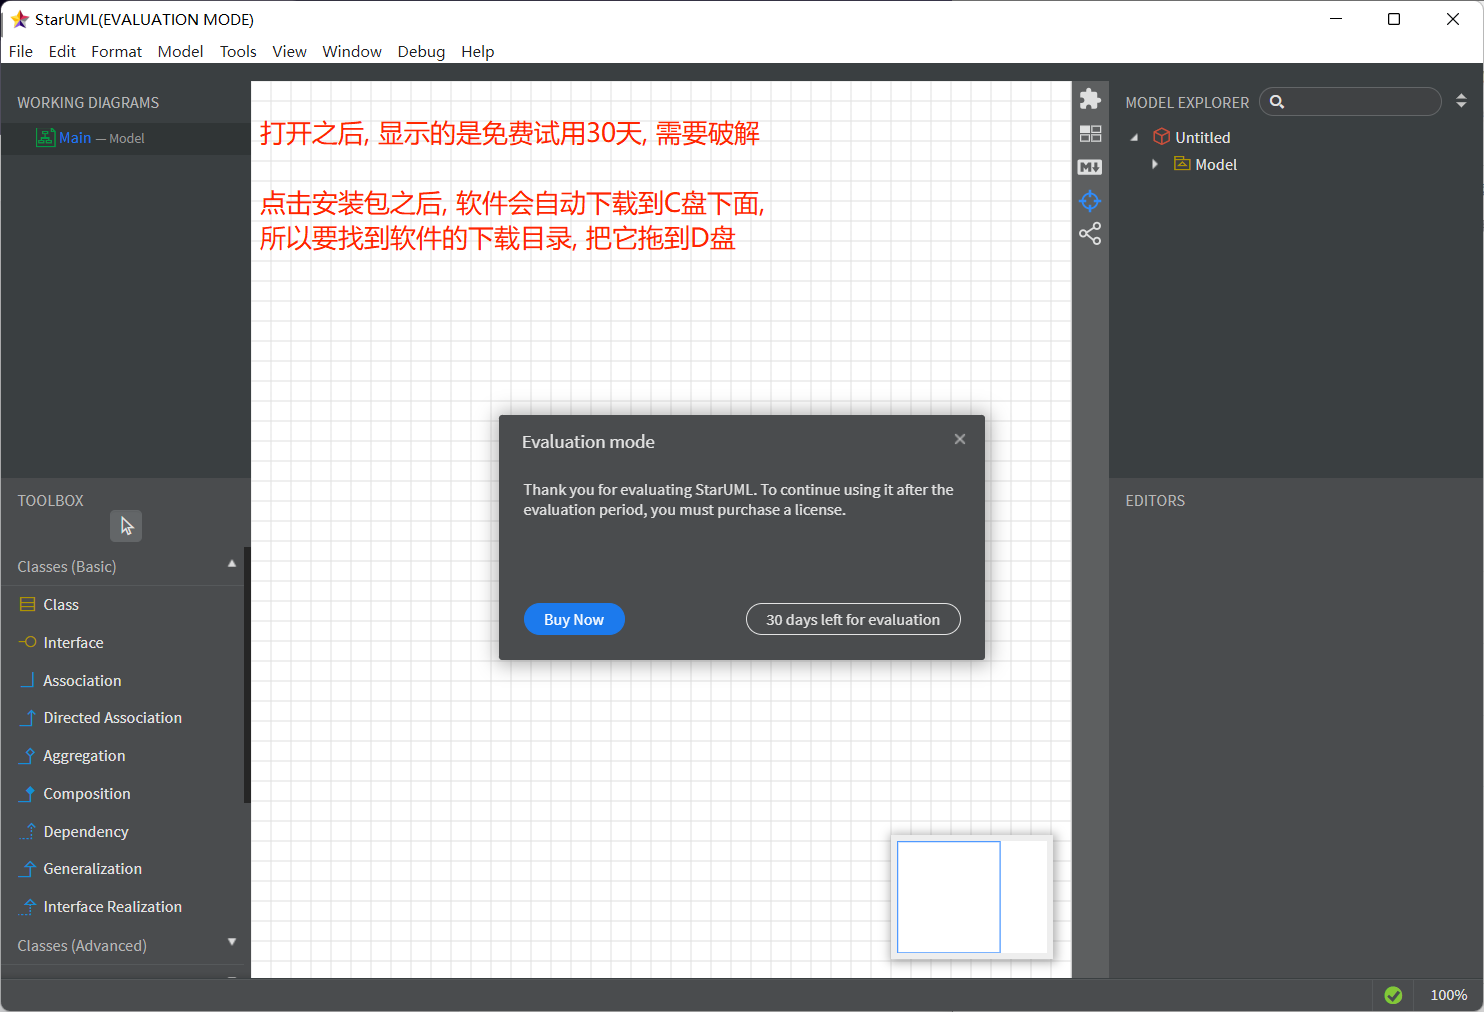 StarUML(EVALUATION MODE)
File Edit Format Model Tools View Window Debug Help
WORKING DIAGRAMS
Main — Model
打开之后, 显示的是免费试用30天, 需要破解
点击安装包之后, 软件会自动下载到C盘下面,
所以要找到软件的下载目录, 把它拖到D盘
MODEL EXPLORER
Untitled
Model
Evaluation mode
Thank you for evaluating StarUML. To continue using it after the
evaluation period, you must purchase a license.
Buy Now
30 days left for evaluation
TOOLBOX
Classes (Basic)
Class
Interface
Association
Directed Association
Aggregation
Composition
Dependency
Generalization
Interface Realization
Classes (Advanced)
EDITORS
100%